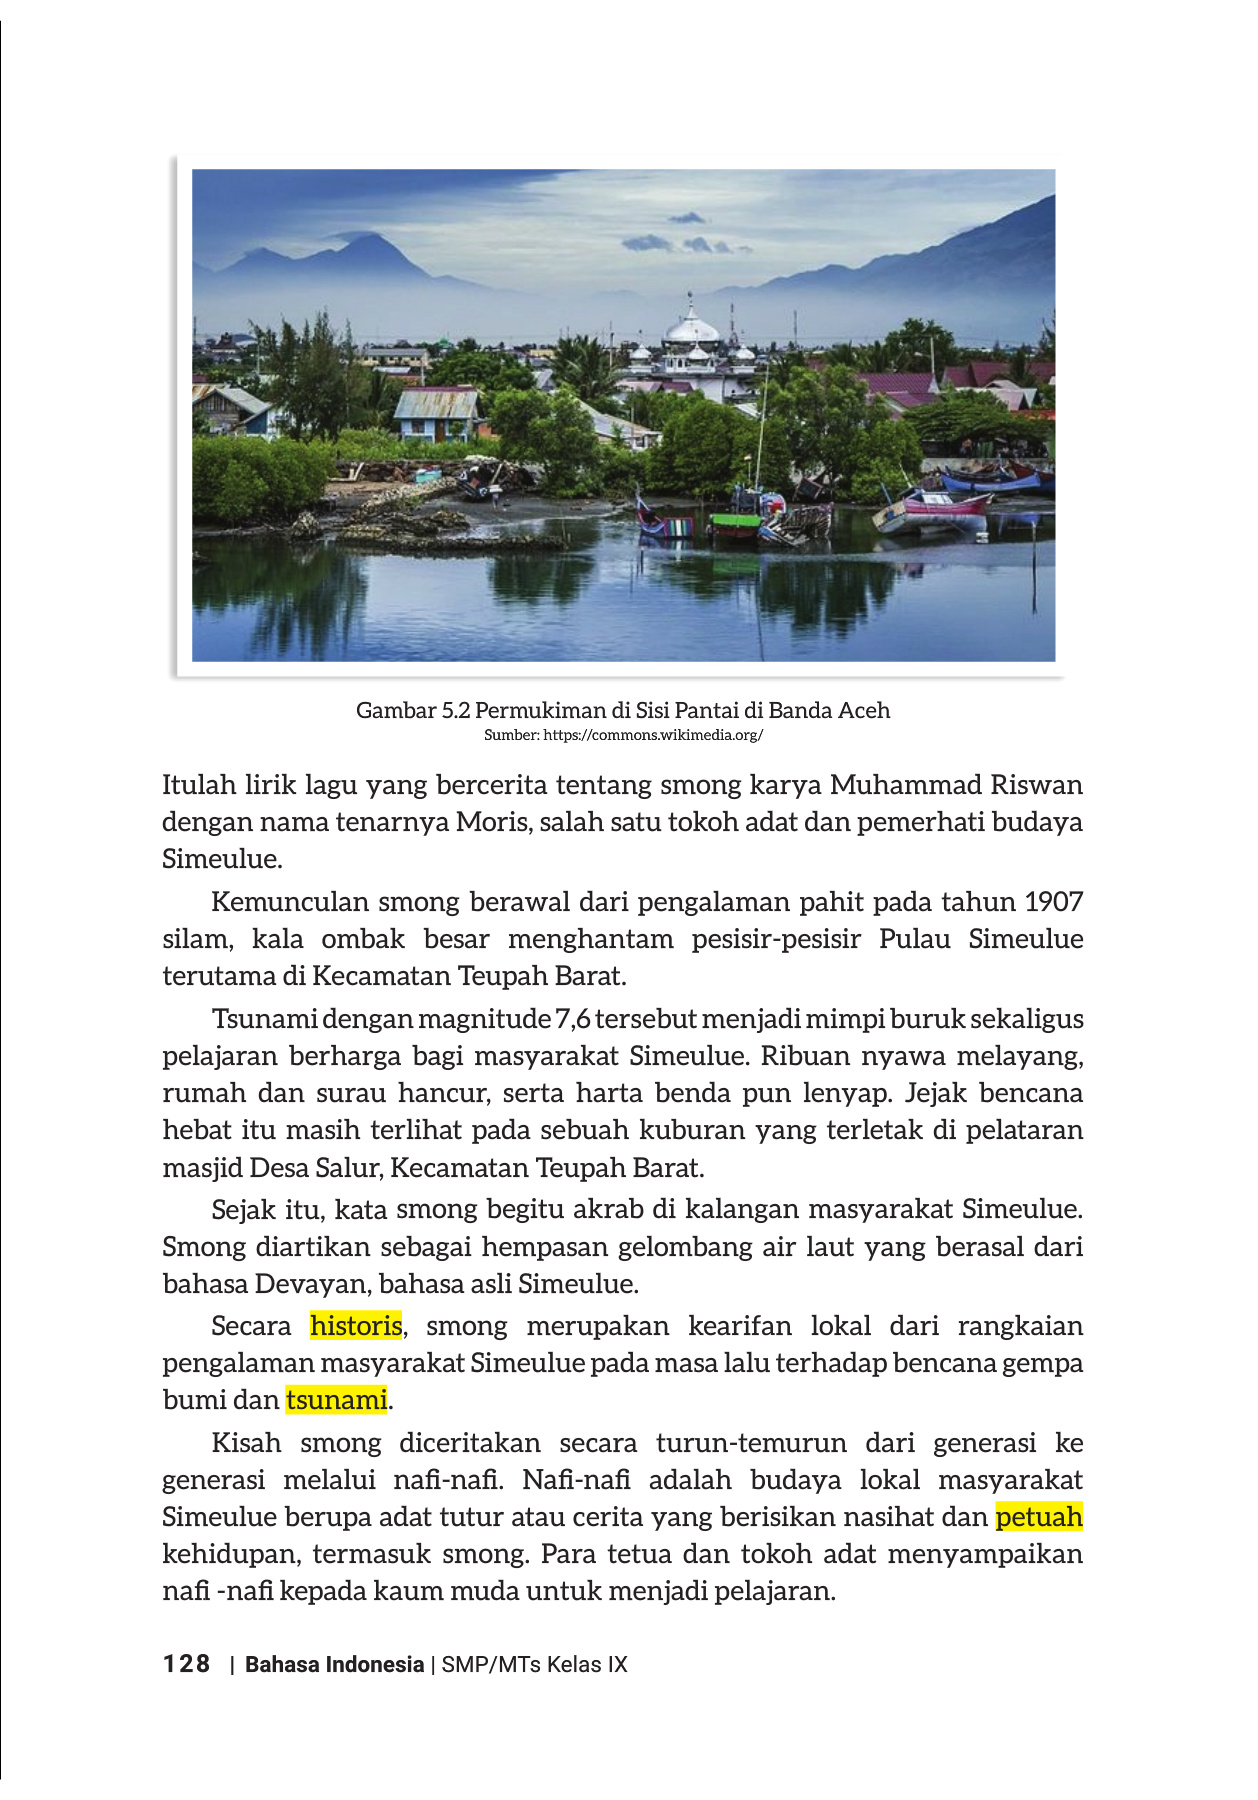 Gambar 5.2 Permukiman di Sisi Pantai di Banda Aceh
Sumber: https://commons.wikimedia.org/
Itulah lirik lagu yang bercerita tentang smong karya Muhammad Riswan
dengan nama tenarnya Moris, salah satu tokoh adat dan pemerhati budaya
Simeulue.
Kemunculan smong berawal dari pengalaman pahit pada tahun 1907
silam, kala ombak besar menghantam pesisir-pesisir Pulau Simeulue
terutama di Kecamatan Teupah Barat.
Tsunami dengan magnitude 7,6 tersebut menjadi mimpi buruk sekaligus
pelajaran berharga bagi masyarakat Simeulue. Ribuan nyawa melayang,
rumah dan surau hancur, serta harta benda pun lenyap. Jejak bencana
hebat itu masih terlihat pada sebuah kuburan yang terletak di pelataran
masjid Desa Salur, Kecamatan Teupah Barat.
Sejak itu, kata smong begitu akrab di kalangan masyarakat Simeulue.
Smong diartikan sebagai hempasan gelombang air laut yang berasal dari
bahasa Devayan, bahasa asli Simeulue.
Secara historis, smong merupakan kearifan lokal dari rangkaian
pengalaman masyarakat Simeulue pada masa lalu terhadap bencana gempa
bumi dan tsunami.
Kisah smong diceritakan secara turun-temurun dari generasi ke
generasi melalui nafi-nafi. Nafi-nafi adalah budaya lokal masyarakat
Simeulue berupa adat tutur atau cerita yang berisikan nasihat dan petuah
kehidupan, termasuk smong. Para tetua dan tokoh adat menyampaikan
nafi -nafi kepada kaum muda untuk menjadi pelajaran.
128 | Bahasa Indonesia | SMP/MTs Kelas IX